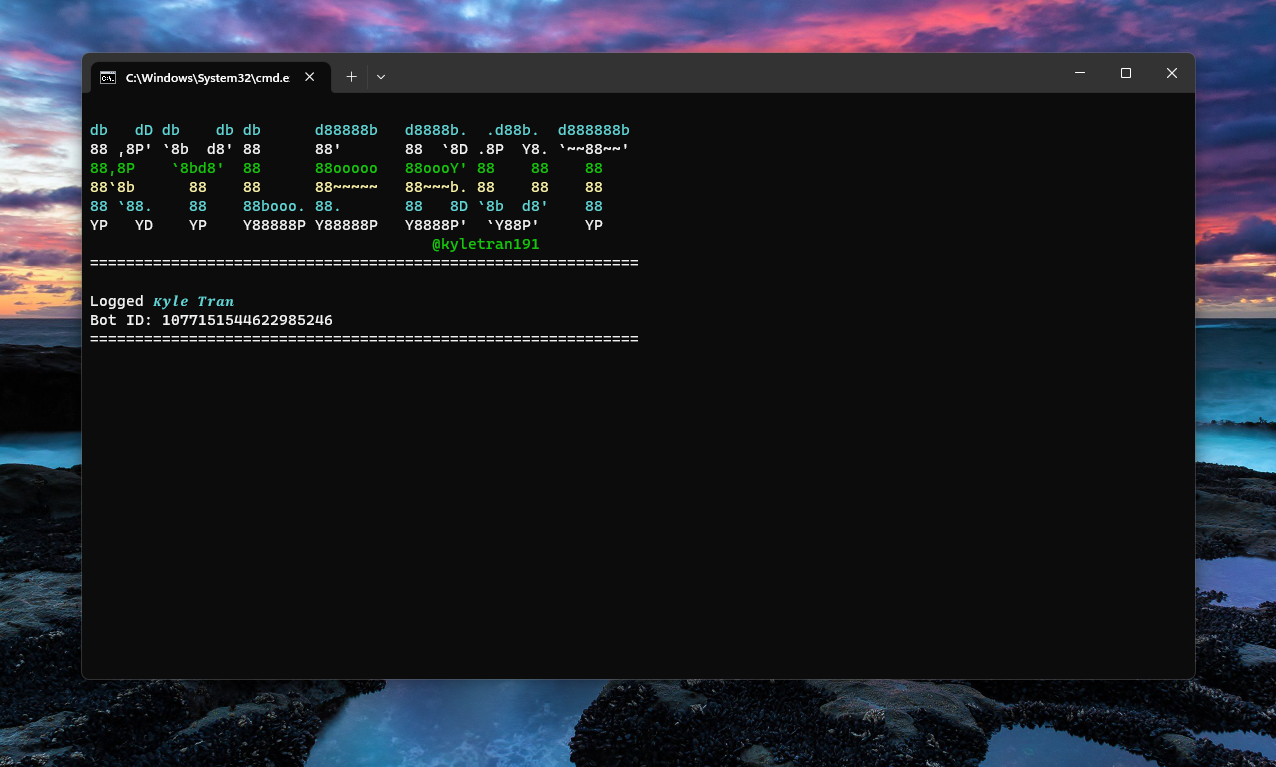 C:\Windows\System32\cmd.e
db   dD db    db db      d88888b   d8888b.  .d88b.  d888888b
88 ,8P' `8b  d8' 88      88'       88  `8D .8P  Y8. `~~88~~'
88,8P    `8bd8'  88      88ooooo   88oooY' 88    88    88
88`8b      88    88      88~~~~~   88~~~b. 88    88    88
88 `88.    88    88booo. 88.       88   8D `8b  d8'    88
YP   YD    YP    Y88888P Y88888P   Y8888P'  `Y88P'     YP
@kyletran191
=============================================================
Logged Kyle Tran
Bot ID: 1077151544622985246
=============================================================